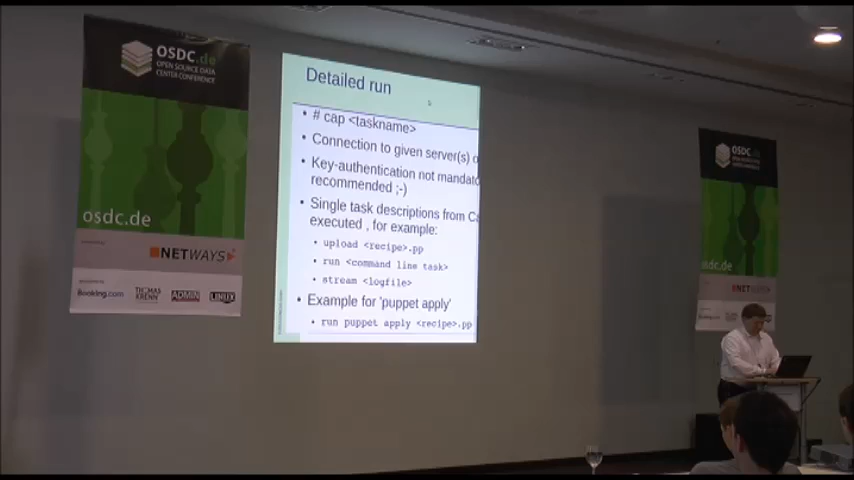 OSDC.de
OPEN SOURCE DATA
CENTER CONFERENCE
osdc.de
NETWAYS
Booking.com
THOMAS
KRENN
ADMIN
LINUX
Detailed run
# cap <taskname>
Connection to given server(s)
Key-authentication not
recommended ;-)
Single task descriptions from
executed , for example:
upload <recipe>.pp
run <command line task>
stream <logfile>
Example for 'puppet apply'
run puppet apply <recipe>.pp
OSDC.de
osdc.de
NETWAYS